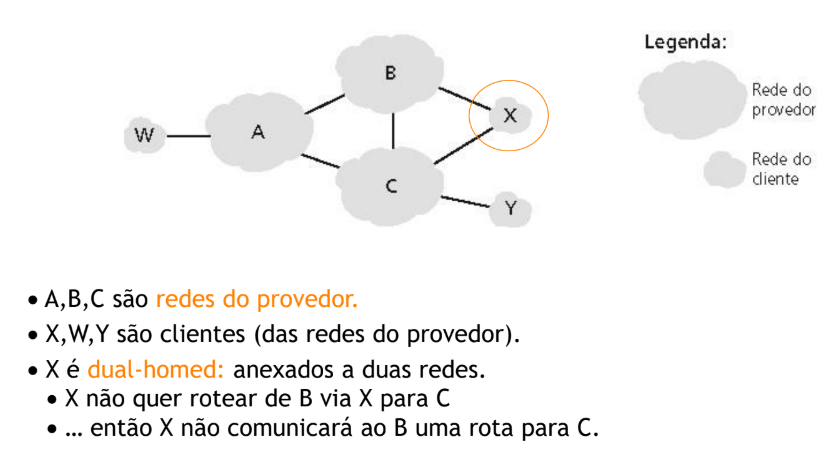 Legenda:
B
Rede do
provedor
X
W
A
Rede do
cliente
C
Y
• A,B,C são redes do provedor.
• X,W,Y são clientes (das redes do provedor).
• X é dual-homed: anexados a duas redes.
• X não quer rotear de B via X para C
• … então X não comunicará ao B uma rota para C.